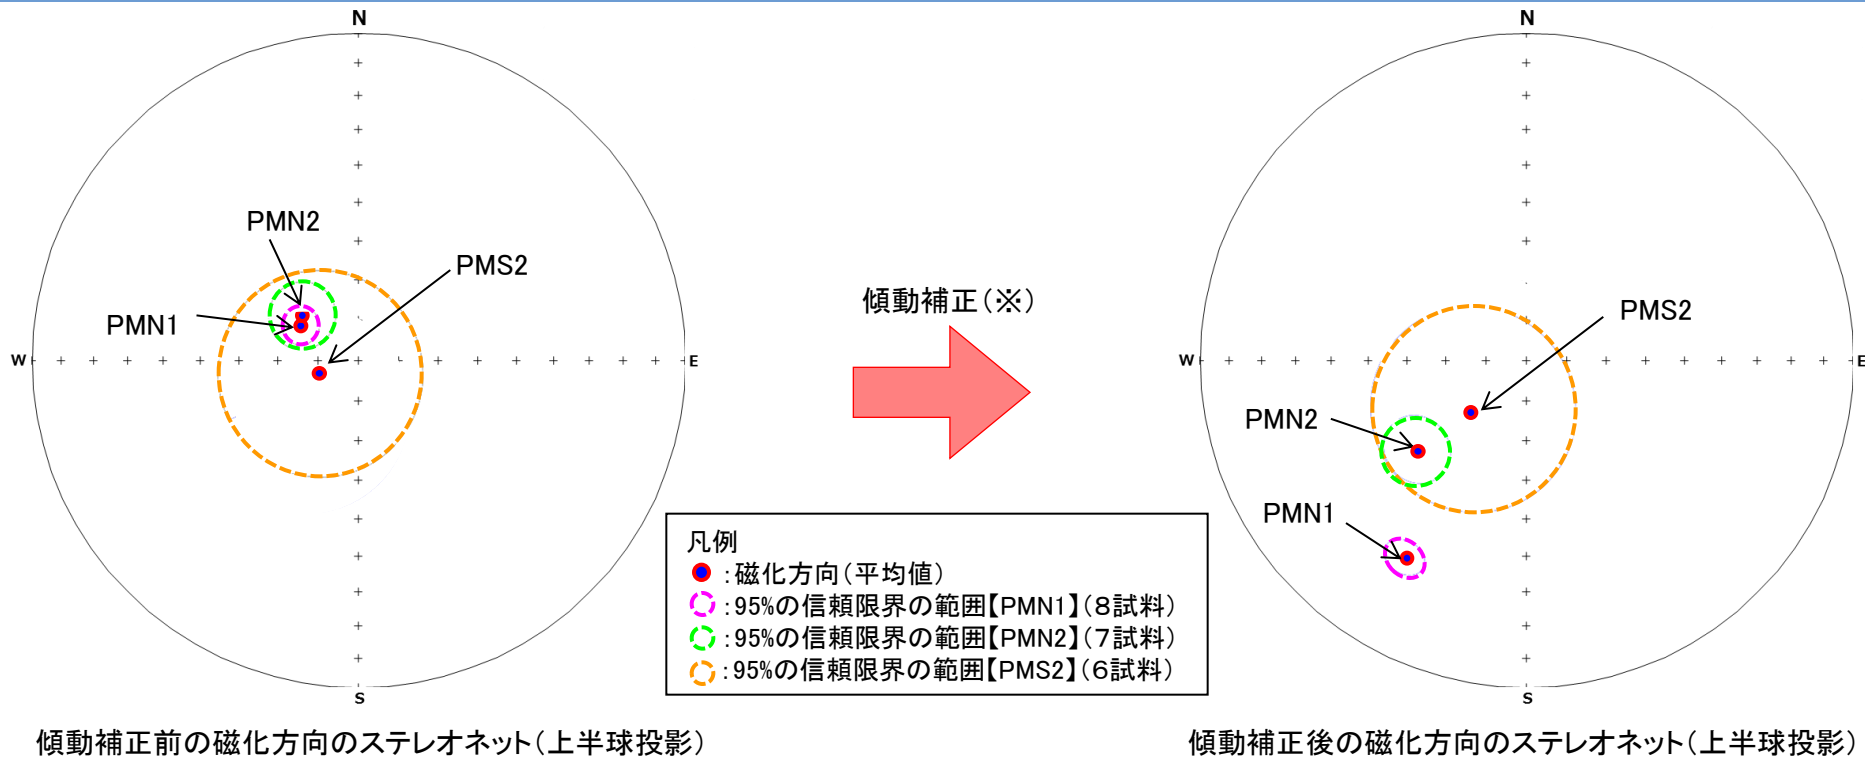 N
PMN2
PMS2
PMN1
W
E
S
傾動補正(※)
N
PMS2
W
E
PMN2
PMN1
S
凡例
:磁化方向(平均値)
:95%の信頼限界の範囲【PMN1】(8試料)
:95%の信頼限界の範囲【PMN2】(7試料)
:95%の信頼限界の範囲【PMS2】(6試料)
傾動補正前の磁化方向のステレオネット(上半球投影)
傾動補正後の磁化方向のステレオネット(上半球投影)